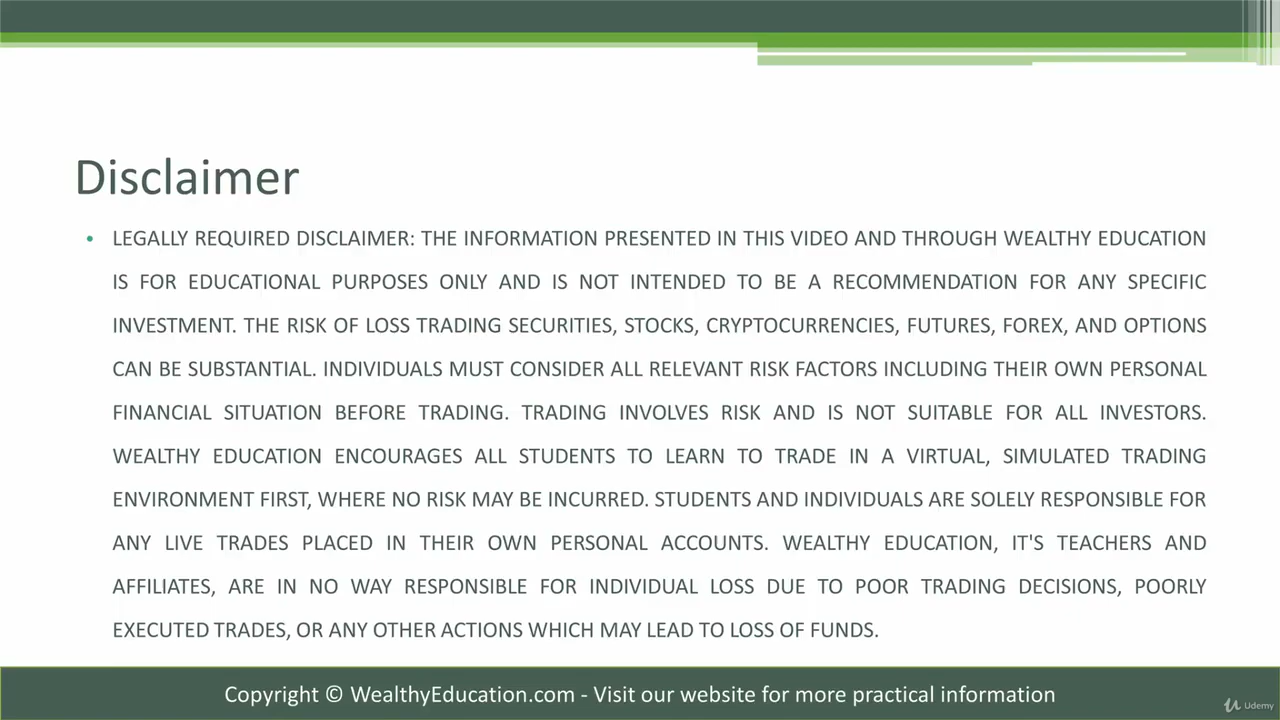 Disclaimer
• LEGALLY REQUIRED DISCLAIMER: THE INFORMATION PRESENTED IN THIS VIDEO AND THROUGH WEALTHY EDUCATION
IS FOR EDUCATIONAL PURPOSES ONLY AND IS NOT INTENDED TO BE A RECOMMENDATION FOR ANY SPECIFIC
INVESTMENT. THE RISK OF LOSS TRADING SECURITIES, STOCKS, CRYPTOCURRENCIES, FUTURES, FOREX, AND OPTIONS
CAN BE SUBSTANTIAL. INDIVIDUALS MUST CONSIDER ALL RELEVANT RISK FACTORS INCLUDING THEIR OWN PERSONAL
FINANCIAL SITUATION BEFORE TRADING. TRADING INVOLVES RISK AND IS NOT SUITABLE FOR ALL INVESTORS.
WEALTHY EDUCATION ENCOURAGES ALL STUDENTS TO LEARN TO TRADE IN A VIRTUAL, SIMULATED TRADING
ENVIRONMENT FIRST, WHERE NO RISK MAY BE INCURRED. STUDENTS AND INDIVIDUALS ARE SOLELY RESPONSIBLE FOR
ANY LIVE TRADES PLACED IN THEIR OWN PERSONAL ACCOUNTS. WEALTHY EDUCATION, IT'S TEACHERS AND
AFFILIATES, ARE IN NO WAY RESPONSIBLE FOR INDIVIDUAL LOSS DUE TO POOR TRADING DECISIONS, POORLY
EXECUTED TRADES, OR ANY OTHER ACTIONS WHICH MAY LEAD TO LOSS OF FUNDS.
Copyright © WealthyEducation.com - Visit our website for more practical information
Udemy